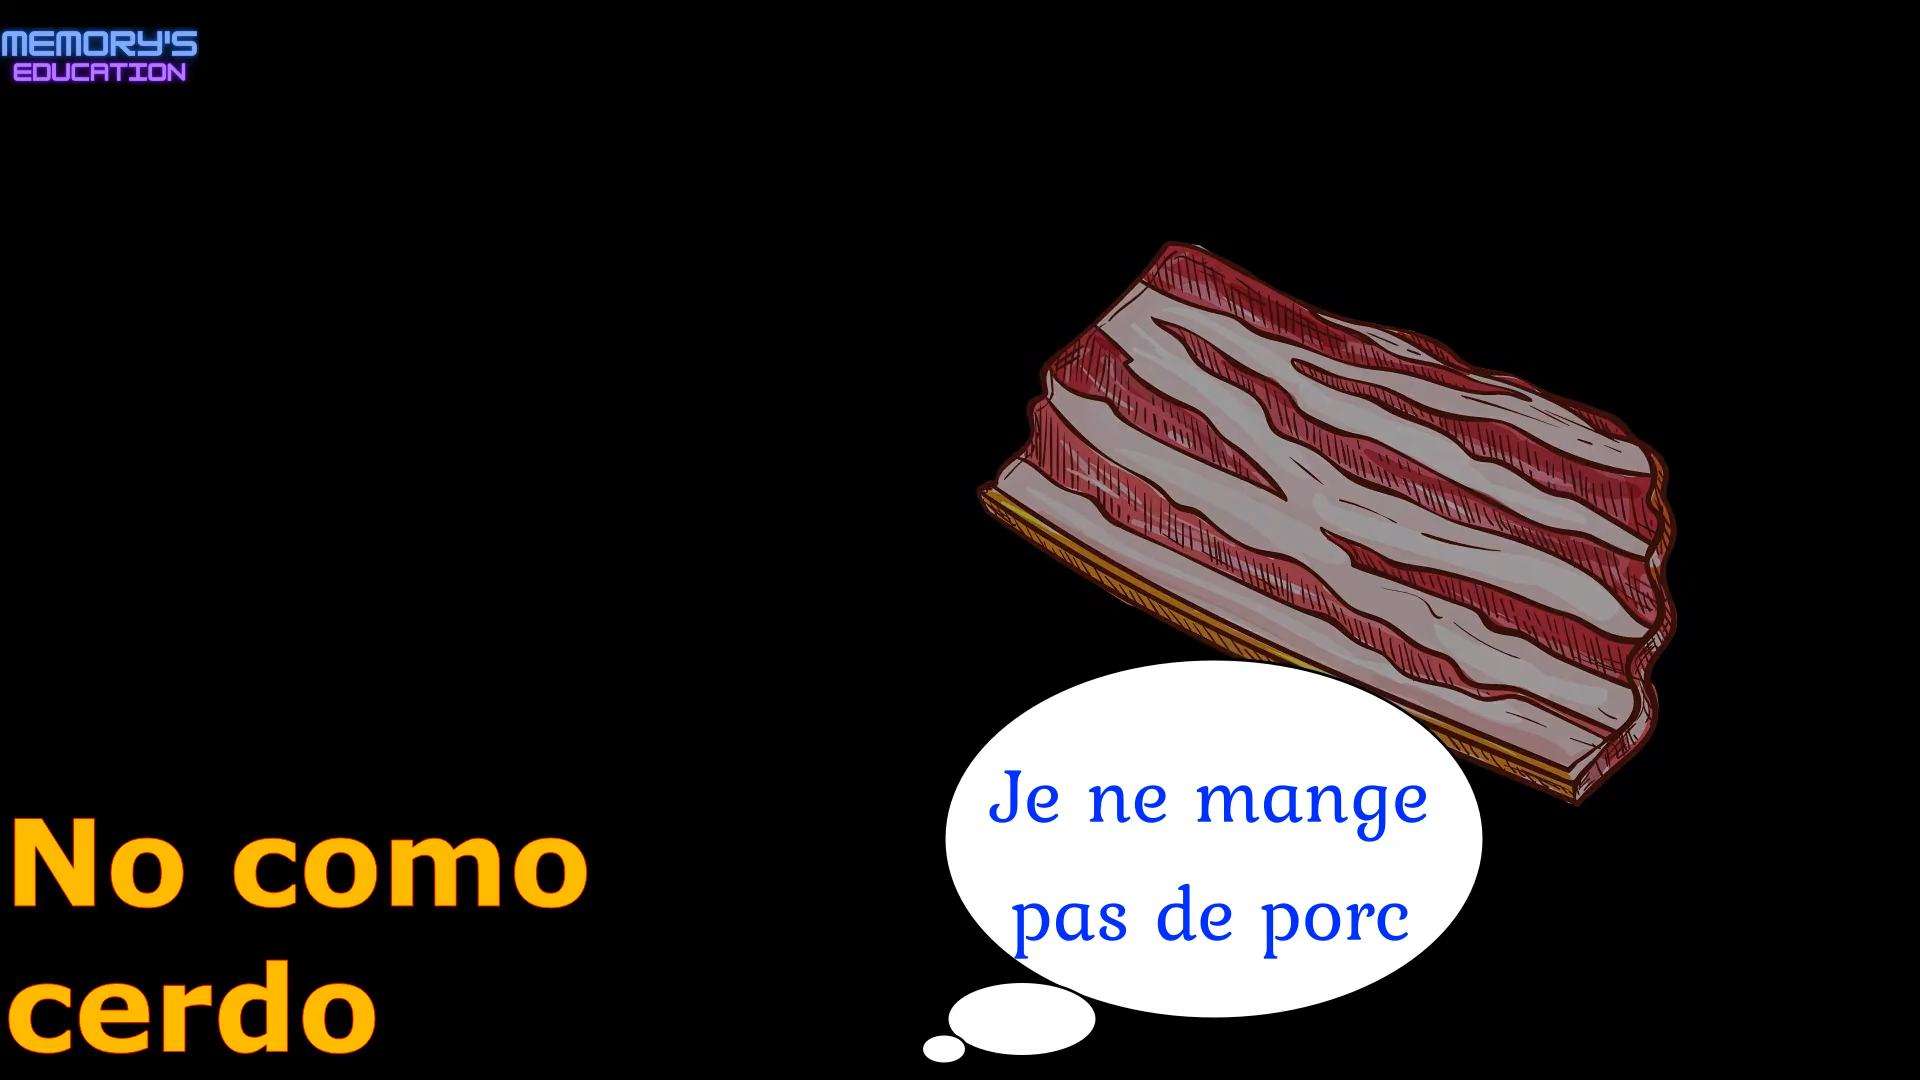 MEMORY'S
EDUCATION
No como
cerdo
Je ne mange
pas de porc